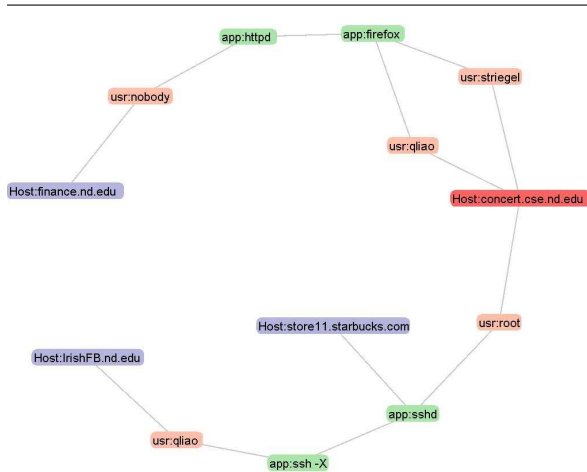 app:httpd
app:firefox
usr:striegel
usr:nobody
usr:qliao
Host:finance.nd.edu
Host:concert.cse.nd.edu
Host:store11.starbucks.com
usr:root
Host:IrishFB.nd.edu
app:sshd
usr:qliao
app:ssh -X